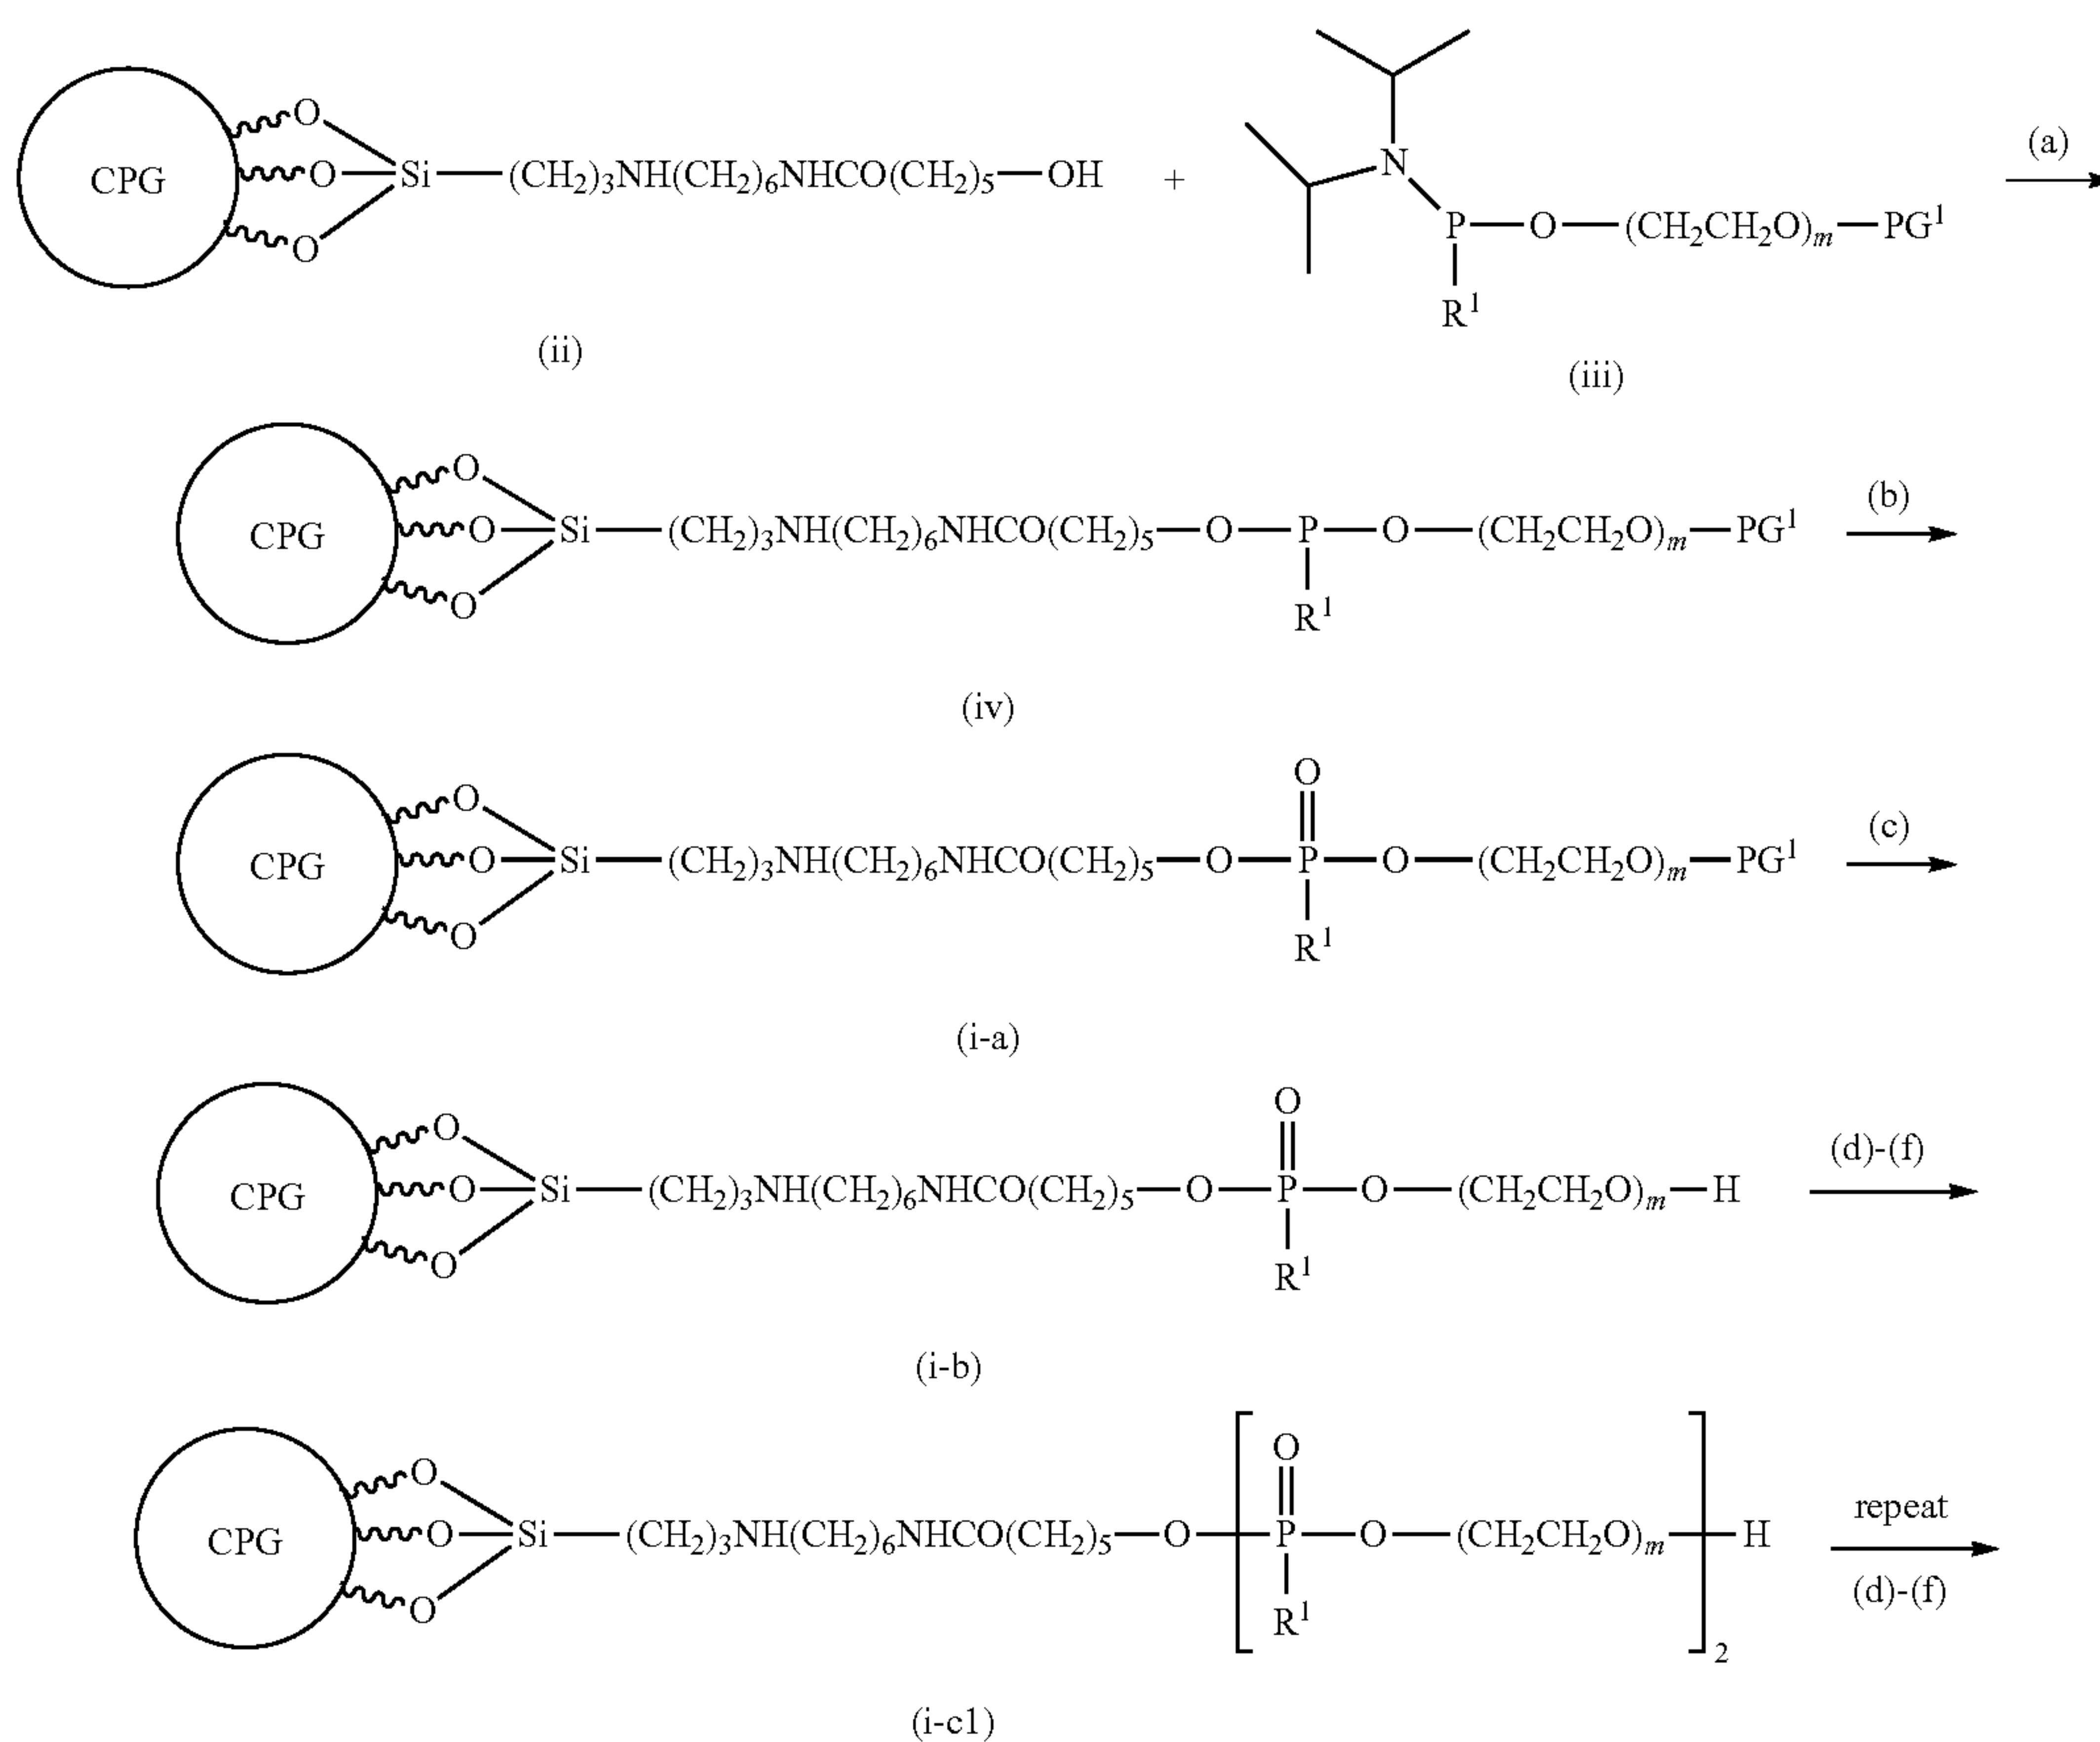 (a)
CPG O O O Si (CH₂)₃NH(CH₂)₆NHCO(CH₂)₅ OH + N P O (CH₂CH₂O)ₘ PG¹
R¹
(ii)
(iii)
CPG O O O Si (CH₂)₃NH(CH₂)₆NHCO(CH₂)₅ O P O (CH₂CH₂O)ₘ PG¹ (b)
R¹
(iv)
O
CPG O O O Si (CH₂)₃NH(CH₂)₆NHCO(CH₂)₅ O P O (CH₂CH₂O)ₘ PG¹ (c)
R¹
(i-a)
O
CPG O O O Si (CH₂)₃NH(CH₂)₆NHCO(CH₂)₅ O P O (CH₂CH₂O)ₘ H (d)-(f)
R¹
(i-b)
O
CPG O O O Si (CH₂)₃NH(CH₂)₆NHCO(CH₂)₅ O P O (CH₂CH₂O)ₘ H repeat
R¹ (d)-(f)
2
(i-c1)